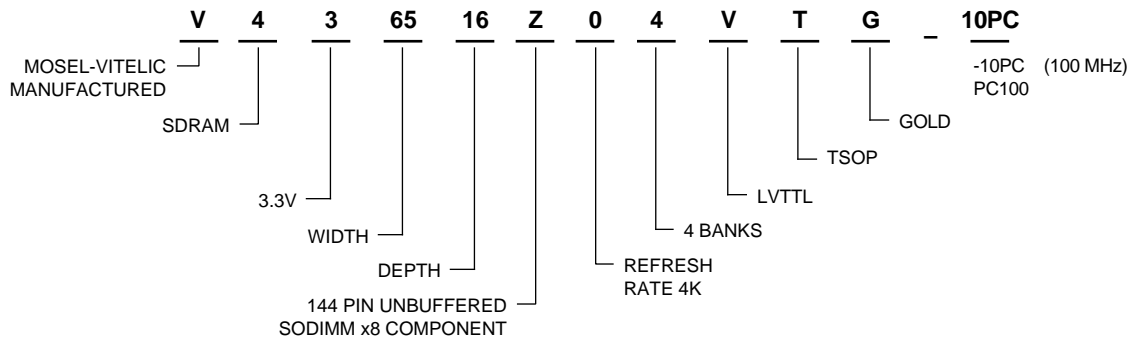 V 4 3 65 16 Z 0 4 V T G - 10PC
MOSEL-VITELIC
MANUFACTURED
-10PC (100 MHz)
PC100
SDRAM
GOLD
TSOP
3.3V
LVTTL
WIDTH
4 BANKS
DEPTH
REFRESH
RATE 4K
144 PIN UNBUFFERED
SODIMM x8 COMPONENT